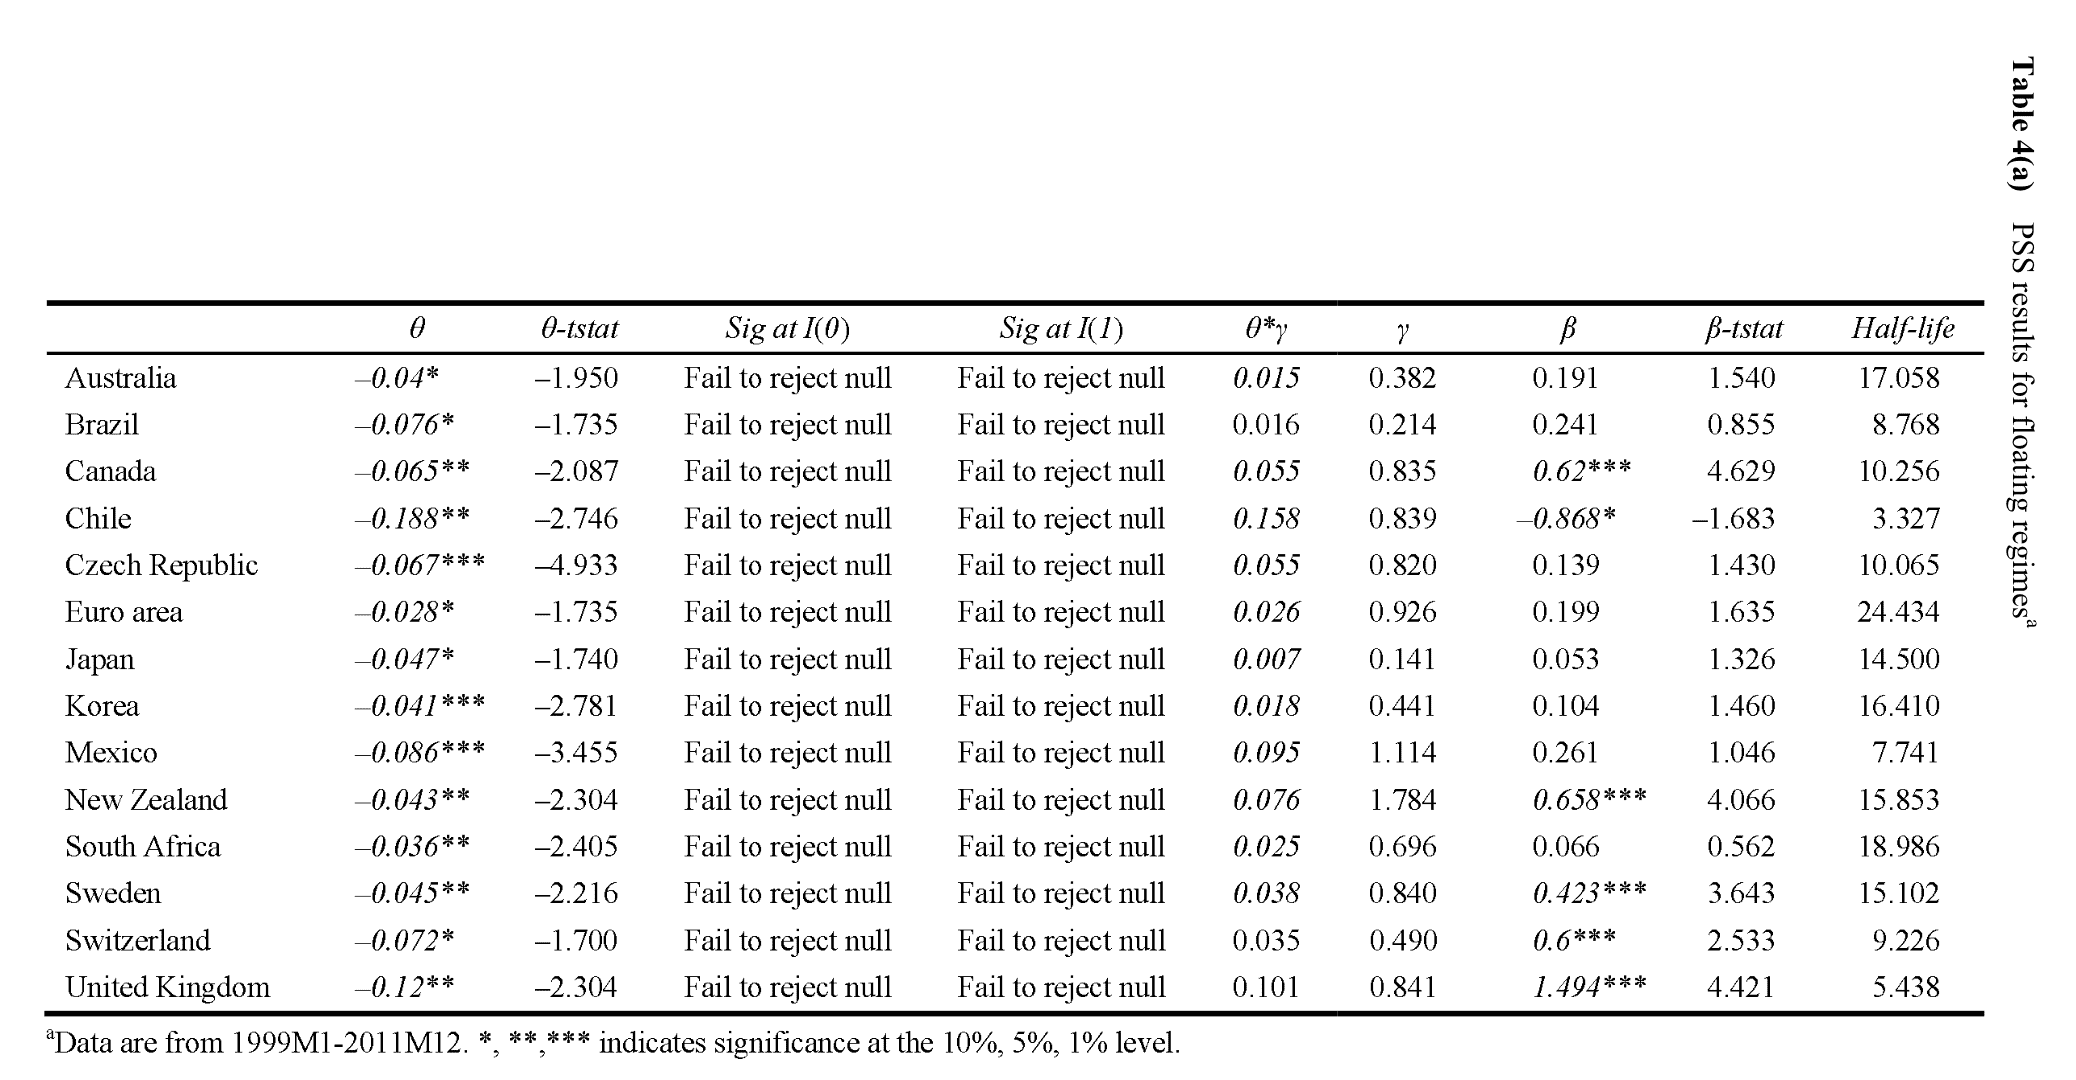 Table 4(a) PSS results for floating regimesᵃ
θ θ-tstat Sig at I(0) Sig at I(1) θ*γ γ β β-tstat Half-life
Australia –0.04* –1.950 Fail to reject null Fail to reject null 0.015 0.382 0.191 1.540 17.058
Brazil –0.076* –1.735 Fail to reject null Fail to reject null 0.016 0.214 0.241 0.855 8.768
Canada –0.065** –2.087 Fail to reject null Fail to reject null 0.055 0.835 0.62*** 4.629 10.256
Chile –0.188** –2.746 Fail to reject null Fail to reject null 0.158 0.839 –0.868* –1.683 3.327
Czech Republic –0.067*** –4.933 Fail to reject null Fail to reject null 0.055 0.820 0.139 1.430 10.065
Euro area –0.028* –1.735 Fail to reject null Fail to reject null 0.026 0.926 0.199 1.635 24.434
Japan –0.047* –1.740 Fail to reject null Fail to reject null 0.007 0.141 0.053 1.326 14.500
Korea –0.041*** –2.781 Fail to reject null Fail to reject null 0.018 0.441 0.104 1.460 16.410
Mexico –0.086*** –3.455 Fail to reject null Fail to reject null 0.095 1.114 0.261 1.046 7.741
New Zealand –0.043** –2.304 Fail to reject null Fail to reject null 0.076 1.784 0.658*** 4.066 15.853
South Africa –0.036** –2.405 Fail to reject null Fail to reject null 0.025 0.696 0.066 0.562 18.986
Sweden –0.045** –2.216 Fail to reject null Fail to reject null 0.038 0.840 0.423*** 3.643 15.102
Switzerland –0.072* –1.700 Fail to reject null Fail to reject null 0.035 0.490 0.6*** 2.533 9.226
United Kingdom –0.12** –2.304 Fail to reject null Fail to reject null 0.101 0.841 1.494*** 4.421 5.438
ᵃData are from 1999M1-2011M12. *, **,*** indicates significance at the 10%, 5%, 1% level.